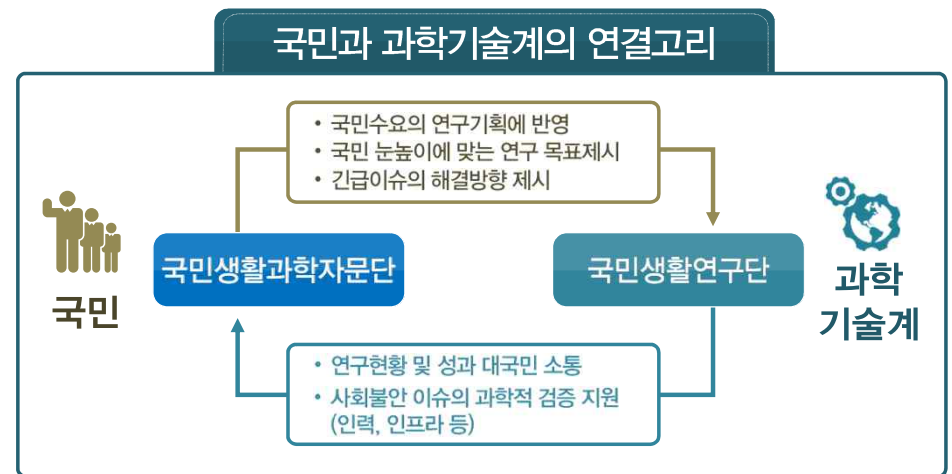 국민과 과학기술계의 연결고리
• 국민수요의 연구기획에 반영
• 국민 눈높이에 맞는 연구 목표제시
• 긴급이슈의 해결방향 제시
국민
국민생활과학자문단
국민생활연구단
과학
기술계
• 연구현황 및 성과 대국민 소통
• 사회불안 이슈의 과학적 검증 지원
(인력, 인프라 등)